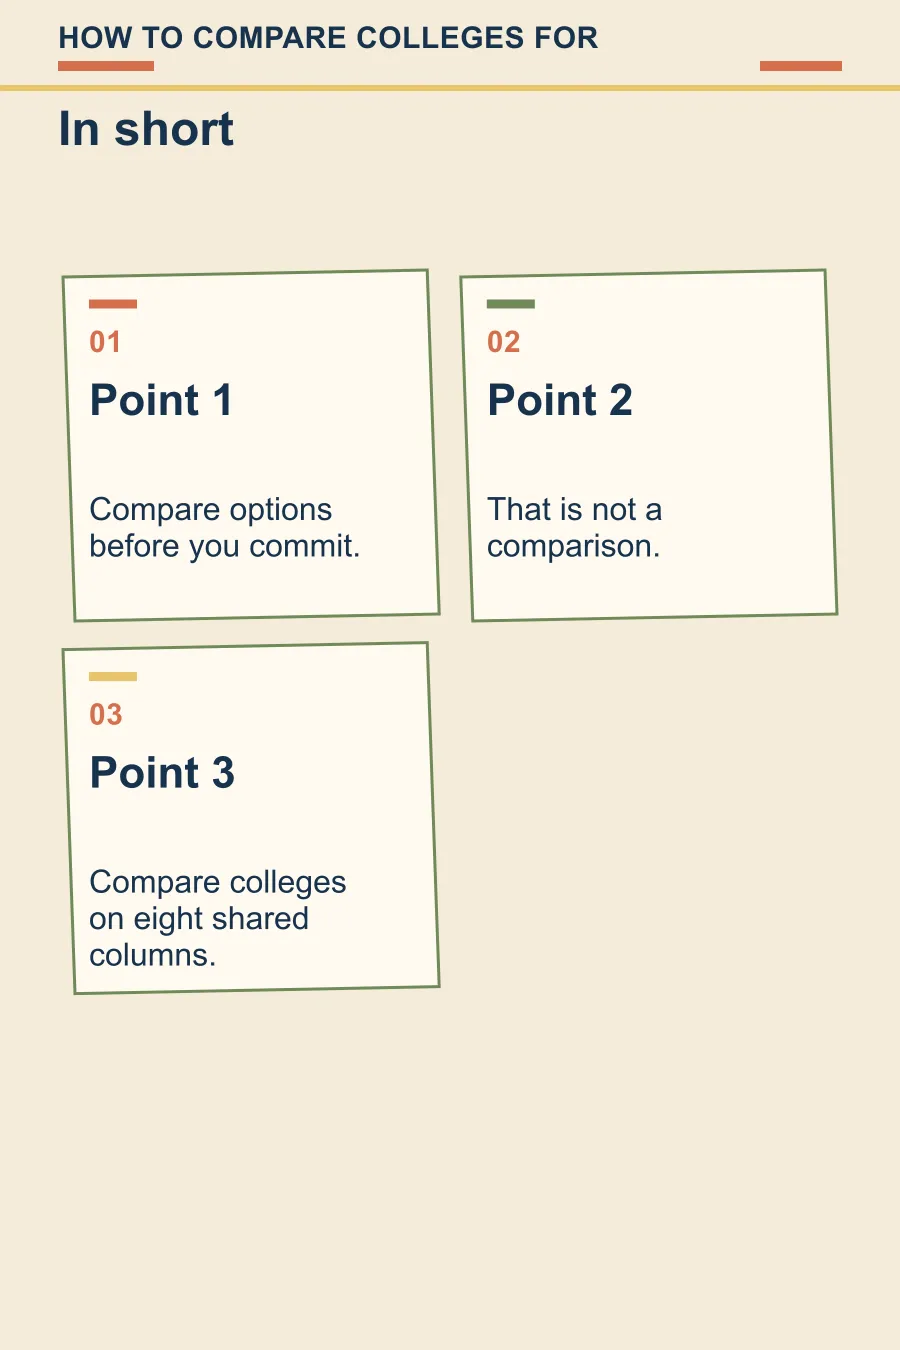 HOW TO COMPARE COLLEGES FOR
In short
01
Point 1
Compare options
before you commit.
02
Point 2
That is not a
comparison.
03
Point 3
Compare colleges
on eight shared
columns.